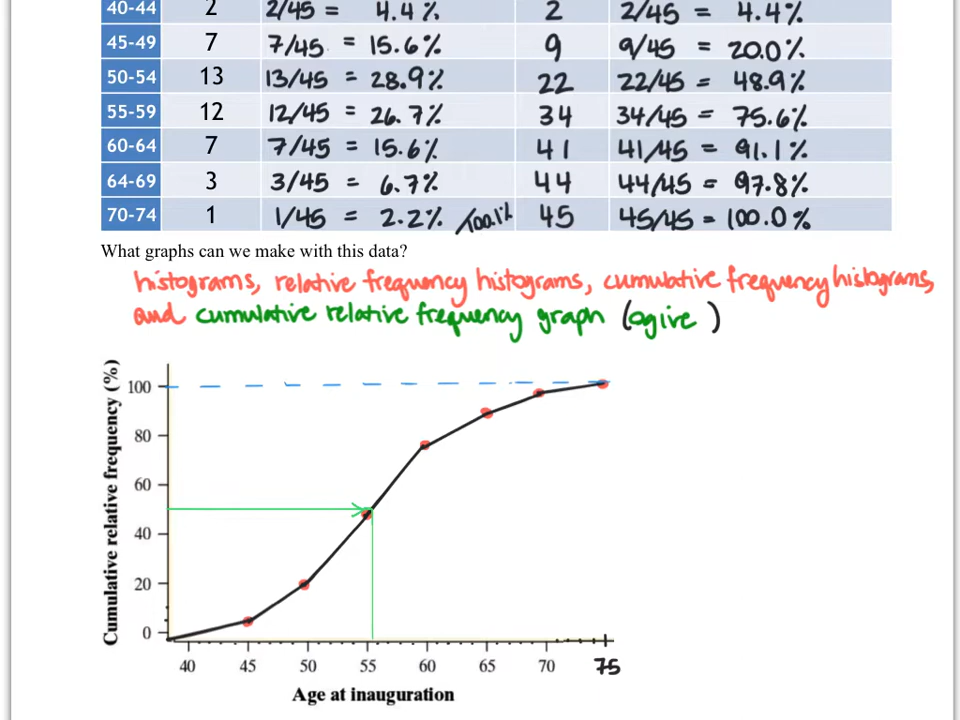 40-44 2 2/45 = 4.4% 2 2/45 = 4.4%
45-49 7 7/45 = 15.6% 9 9/45 = 20.0%
50-54 13 13/45 = 28.9% 22 22/45 = 48.9%
55-59 12 12/45 = 26.7% 34 34/45 = 75.6%
60-64 7 7/45 = 15.6% 41 41/45 = 91.1%
64-69 3 3/45 = 6.7% 44 44/45 = 97.8%
70-74 1 1/45 = 2.2% 100.1% 45 45/45 = 100.0%
What graphs can we make with this data?
histograms, relative frequency histograms, cumulative frequency histograms,
and cumulative relative frequency graph (ogive)
Cumulative relative frequency (%)
100
80
60
40
20
0
40 45 50 55 60 65 70 75
Age at inauguration